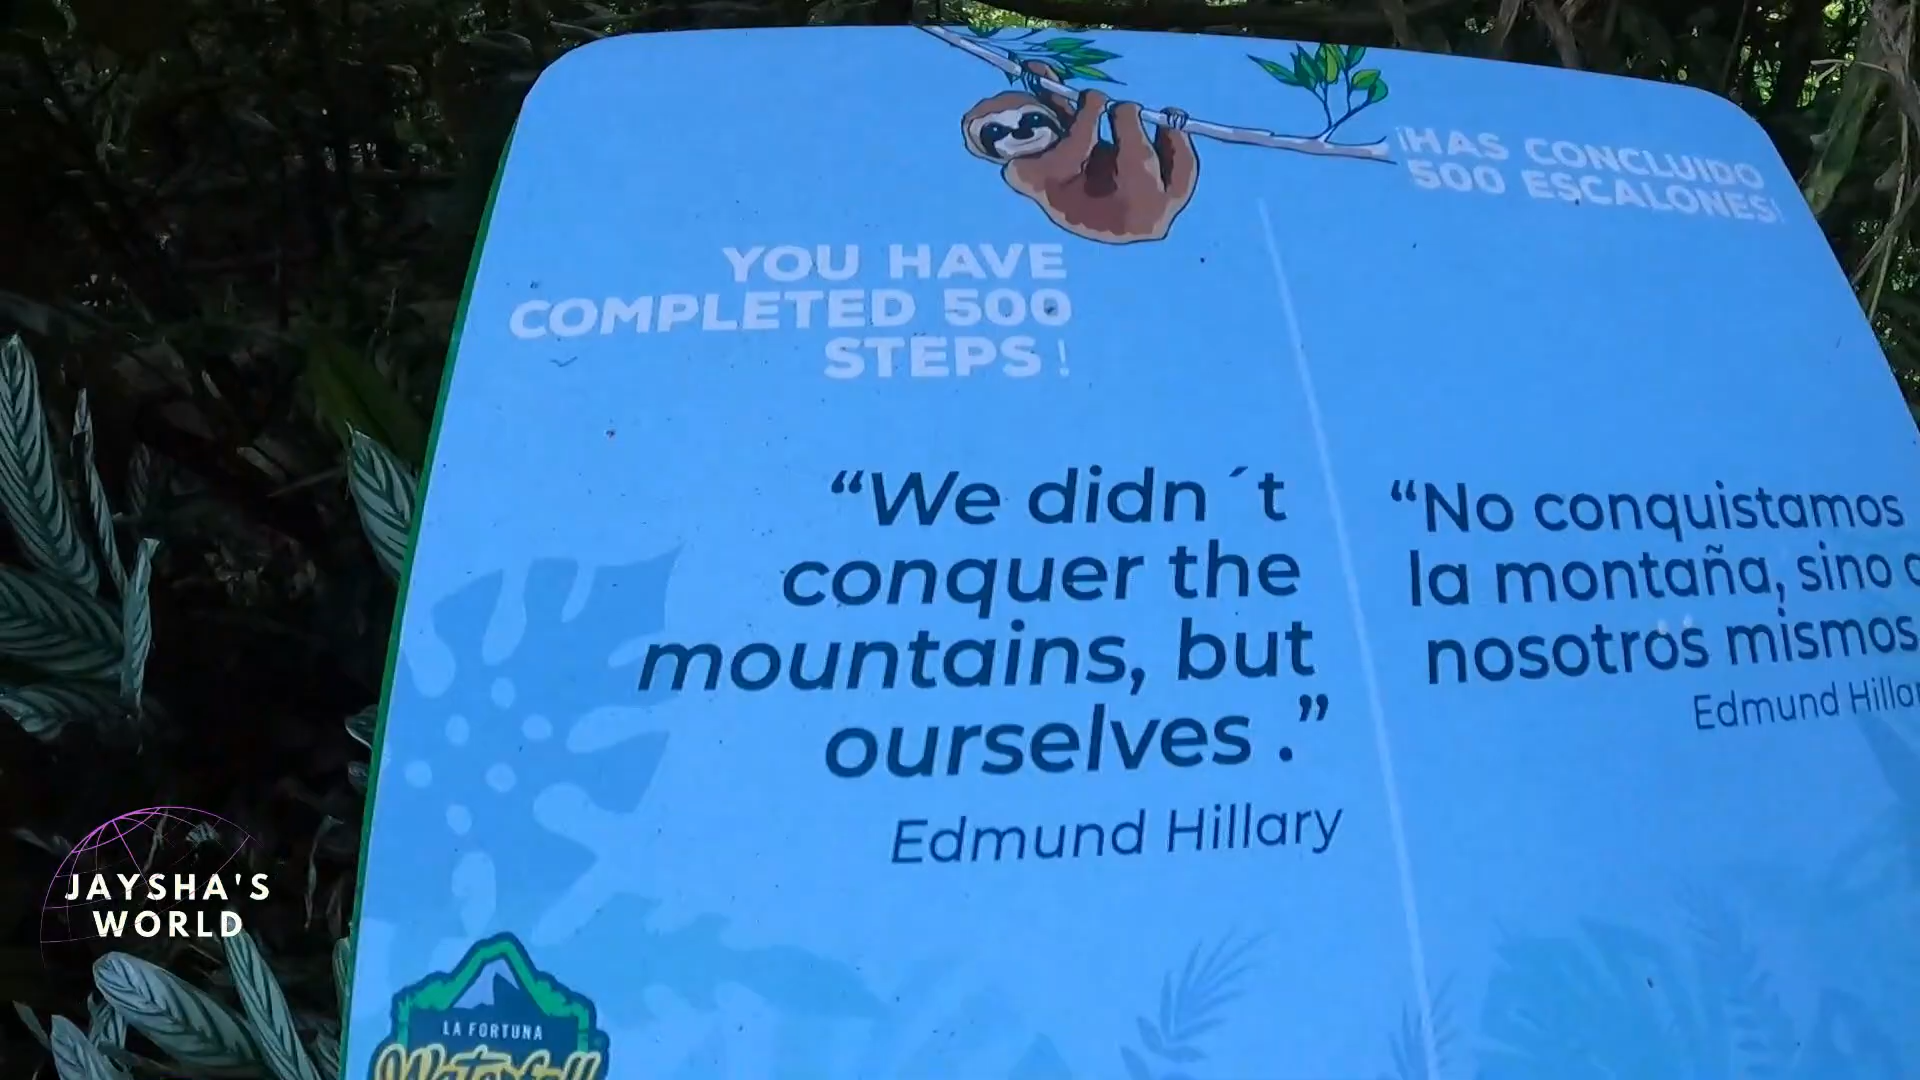 YOU HAVE
COMPLETED 500
STEPS !
“We didn ´t
conquer the
mountains, but
ourselves .”
Edmund Hillary
¡HAS CONCLUIDO
500 ESCALONES!
“No conquistamos
la montaña, sino
nosotros mismos.
Edmund
JAYSHA'S
WORLD
LA FORTUNA
Waterfall